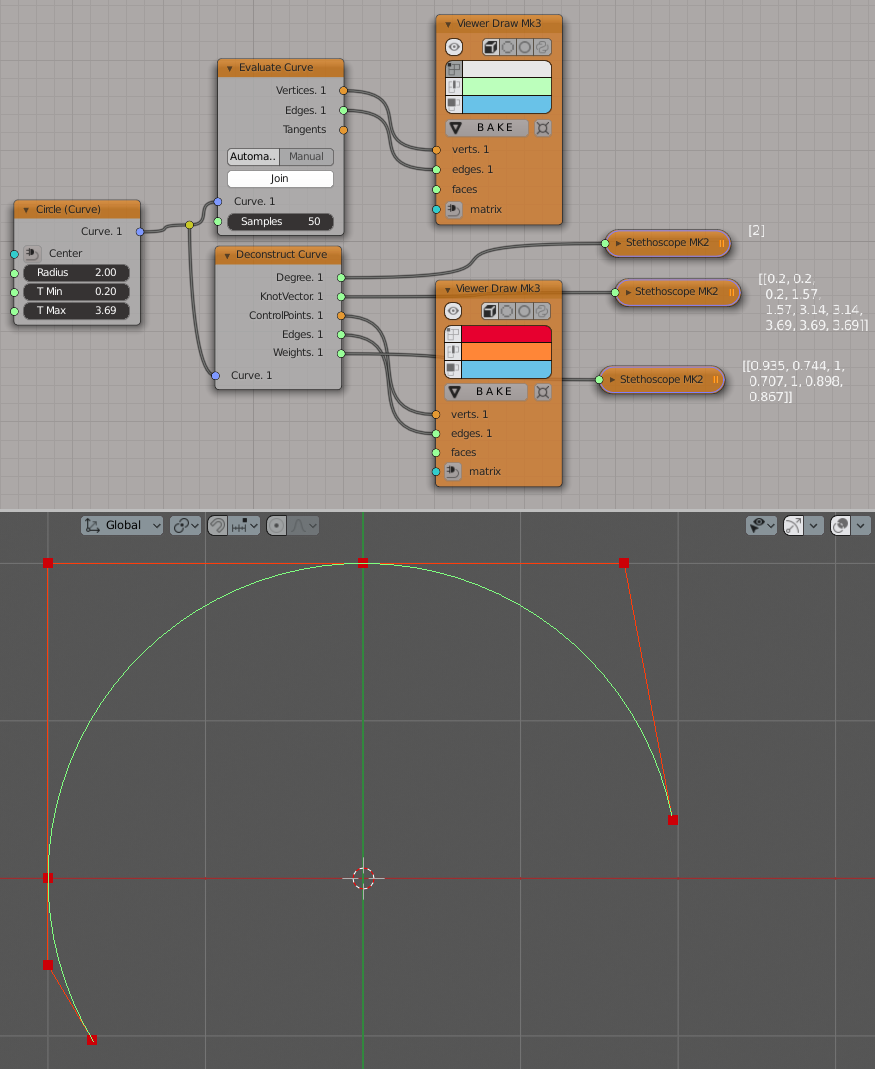 Viewer Draw Mk3
BAKE
verts. 1
edges. 1
faces
matrix
Evaluate Curve
Vertices. 1
Edges. 1
Tangents
Automa.. Manual
Join
Curve. 1
Samples 50
Circle (Curve)
Curve. 1
Center
Radius 2.00
T Min 0.20
T Max 3.69
Deconstruct Curve
Degree. 1
KnotVector. 1
ControlPoints. 1
Edges. 1
Weights. 1
Curve. 1
Viewer Draw Mk3
BAKE
verts. 1
edges. 1
faces
matrix
Stethoscope MK2
[2]
Stethoscope MK2
[[0.2, 0.2,
0.2, 1.57,
1.57, 3.14, 3.14,
3.69, 3.69, 3.69]]
Stethoscope MK2
[[0.935, 0.744, 1,
0.707, 1, 0.898,
0.867]]
Global